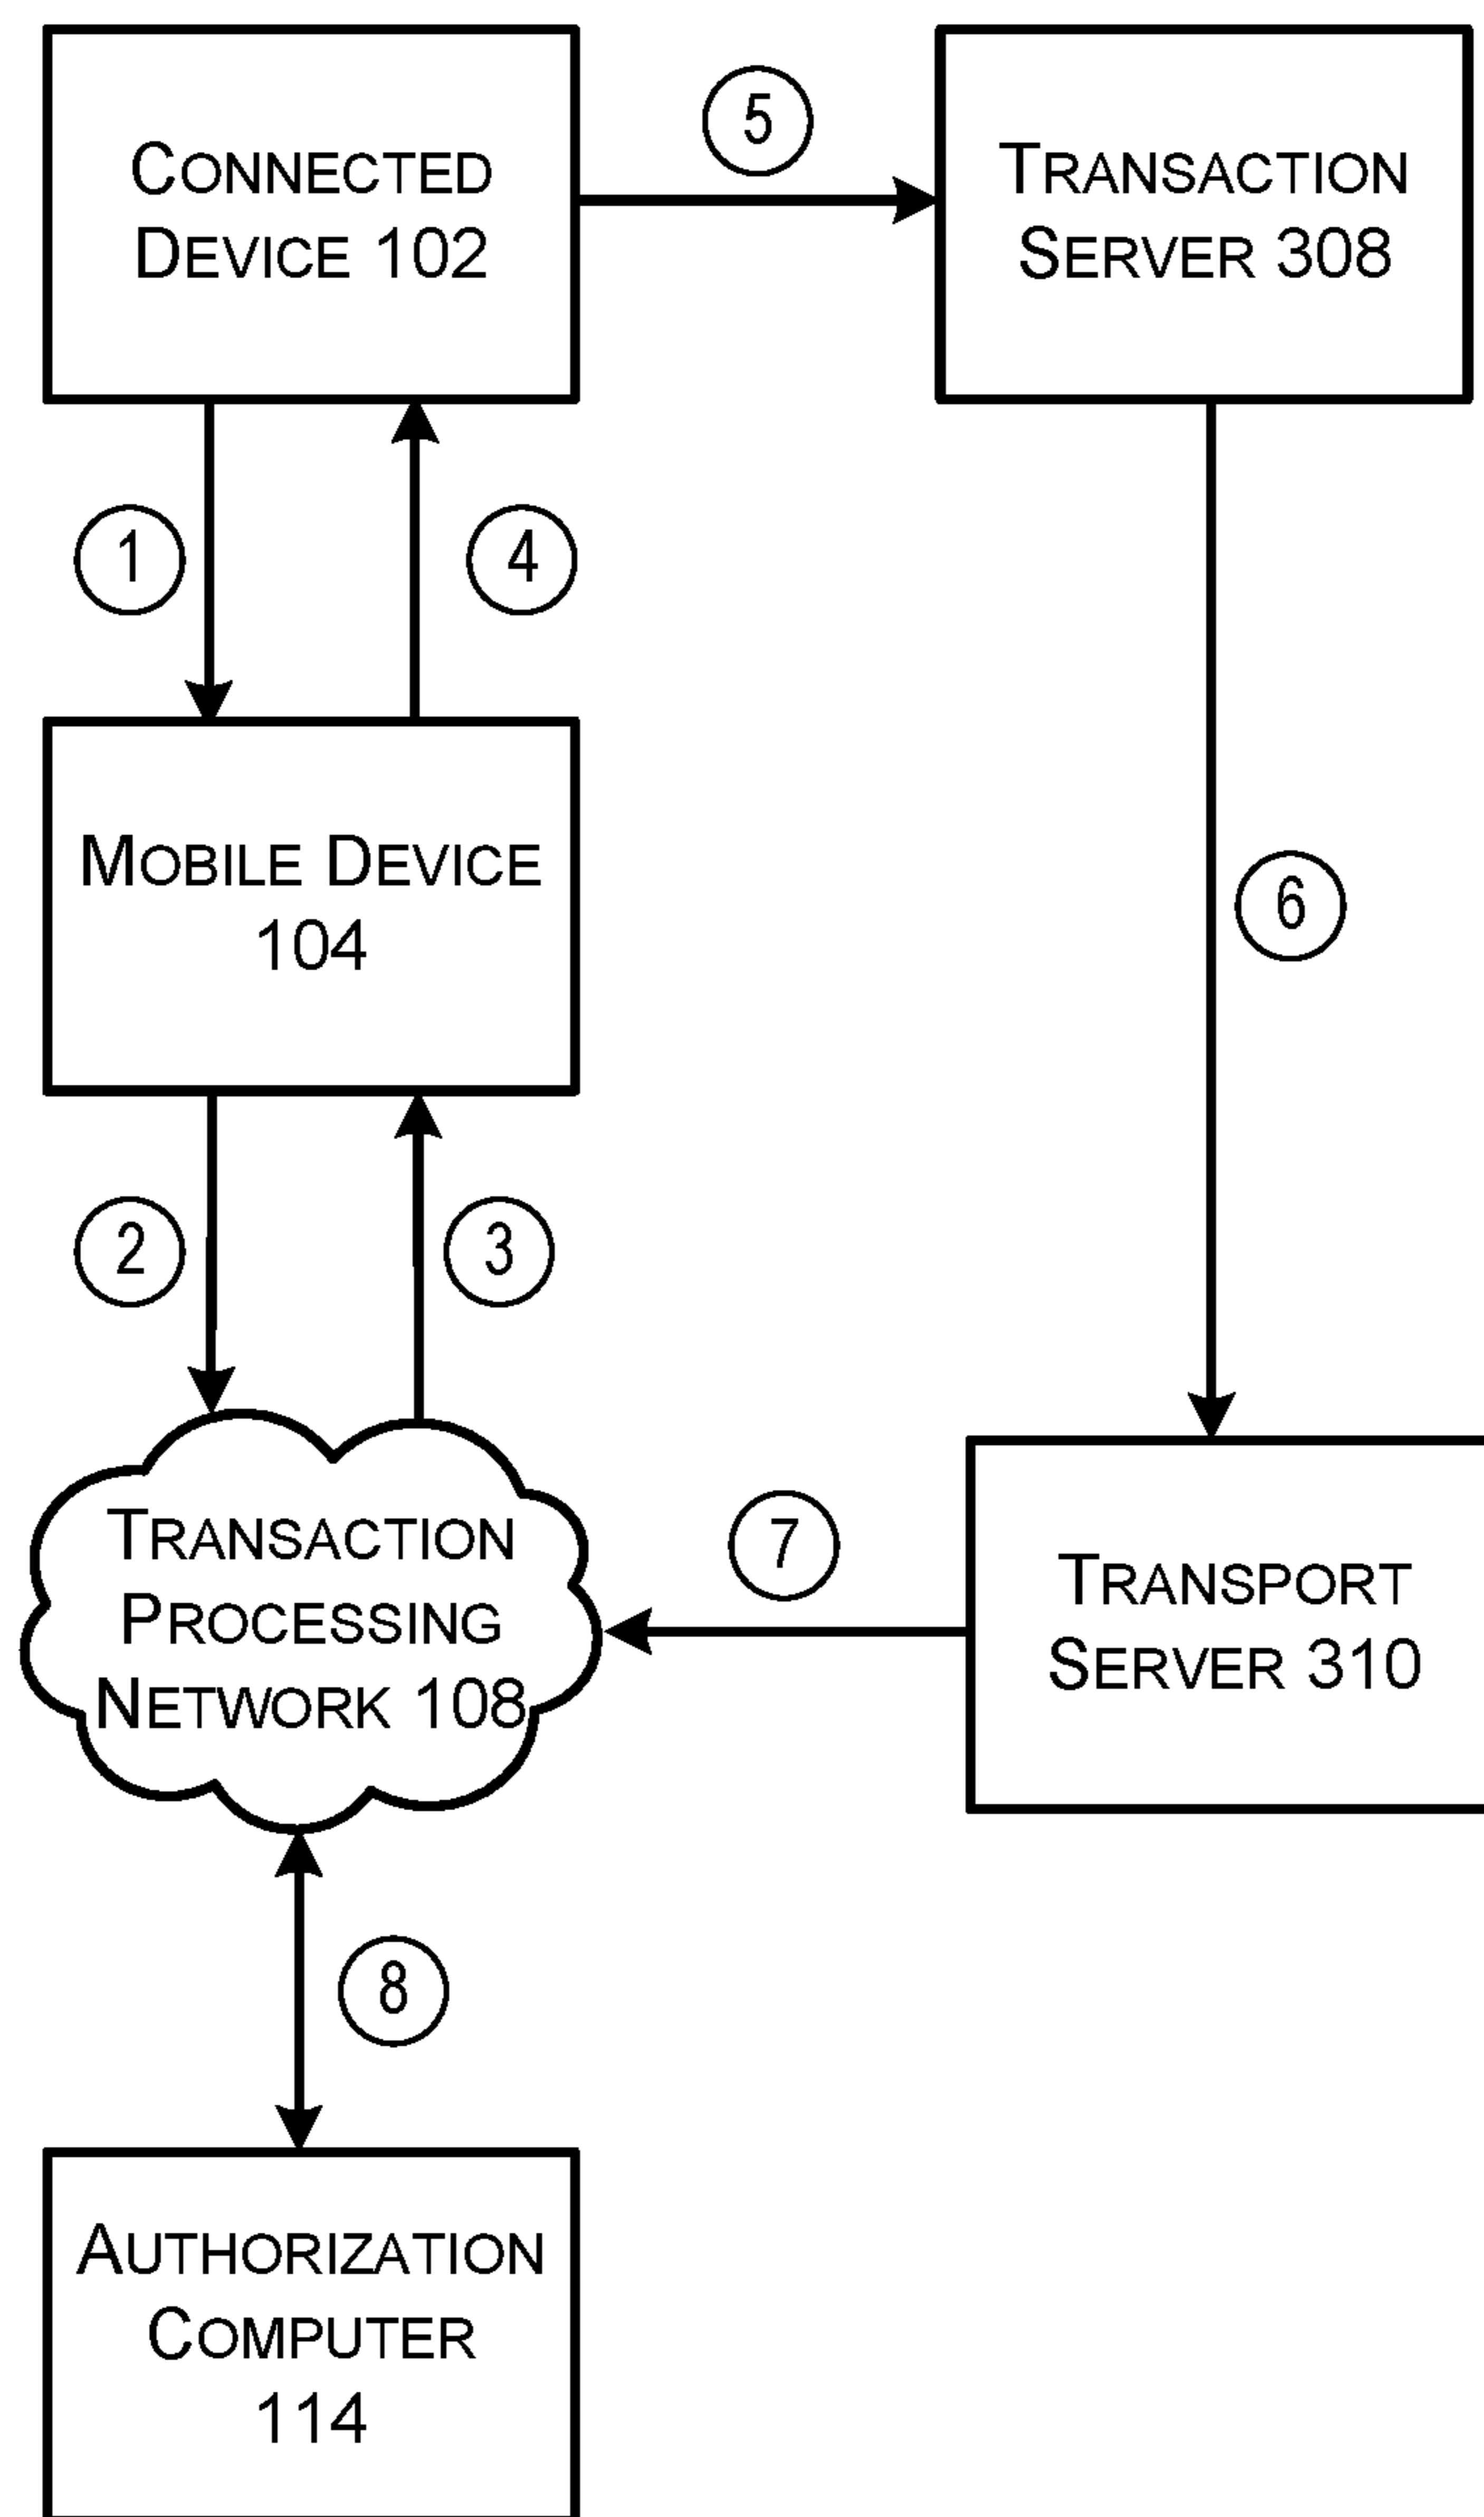 CONNECTED
DEVICE 102
5
TRANSACTION
SERVER 308
1
4
MOBILE DEVICE
104
6
2
3
TRANSACTION
PROCESSING
NETWORK 108
7
TRANSPORT
SERVER 310
8
AUTHORIZATION
COMPUTER
114